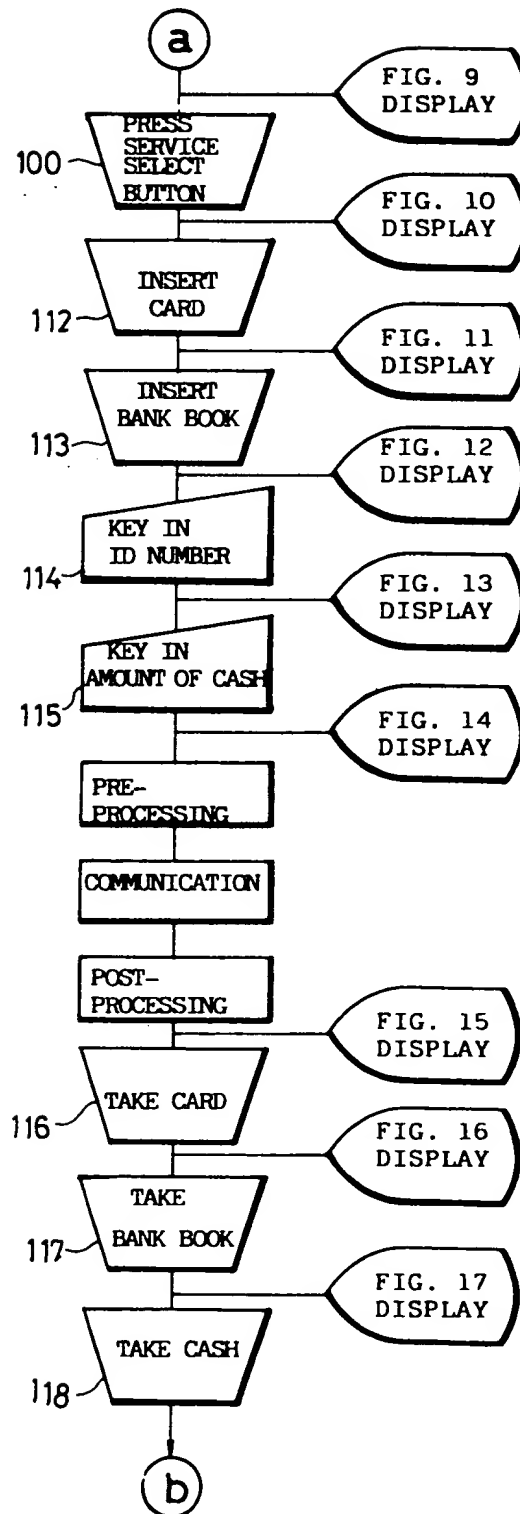 a
FIG. 9
DISPLAY
PRESS
SERVICE
SELECT
BUTTON
100
FIG. 10
DISPLAY
INSERT
CARD
112
FIG. 11
DISPLAY
INSERT
BANK BOOK
113
FIG. 12
DISPLAY
KEY IN
ID NUMBER
114
FIG. 13
DISPLAY
KEY IN
AMOUNT OF CASH
115
FIG. 14
DISPLAY
PRE-
PROCESSING
COMMUNICATION
POST-
PROCESSING
FIG. 15
DISPLAY
TAKE CARD
116
FIG. 16
DISPLAY
TAKE
BANK BOOK
117
FIG. 17
DISPLAY
TAKE CASH
118
b